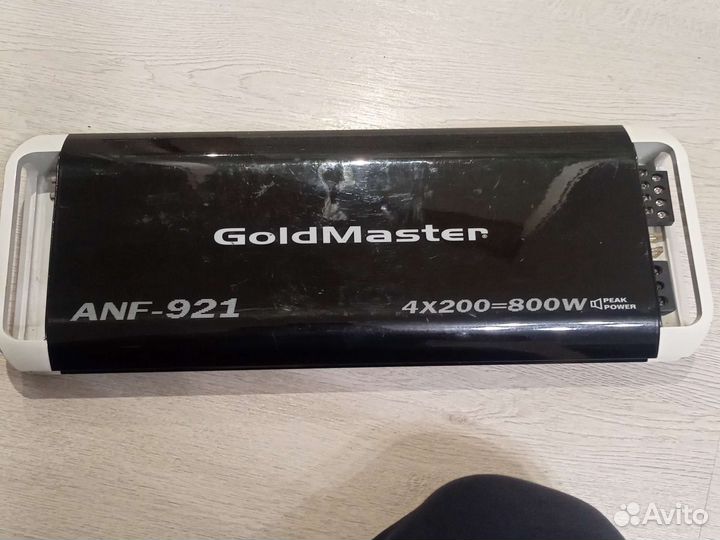 GoldMaster
ANF-921
4X200=800W PEAK POWER
Avito